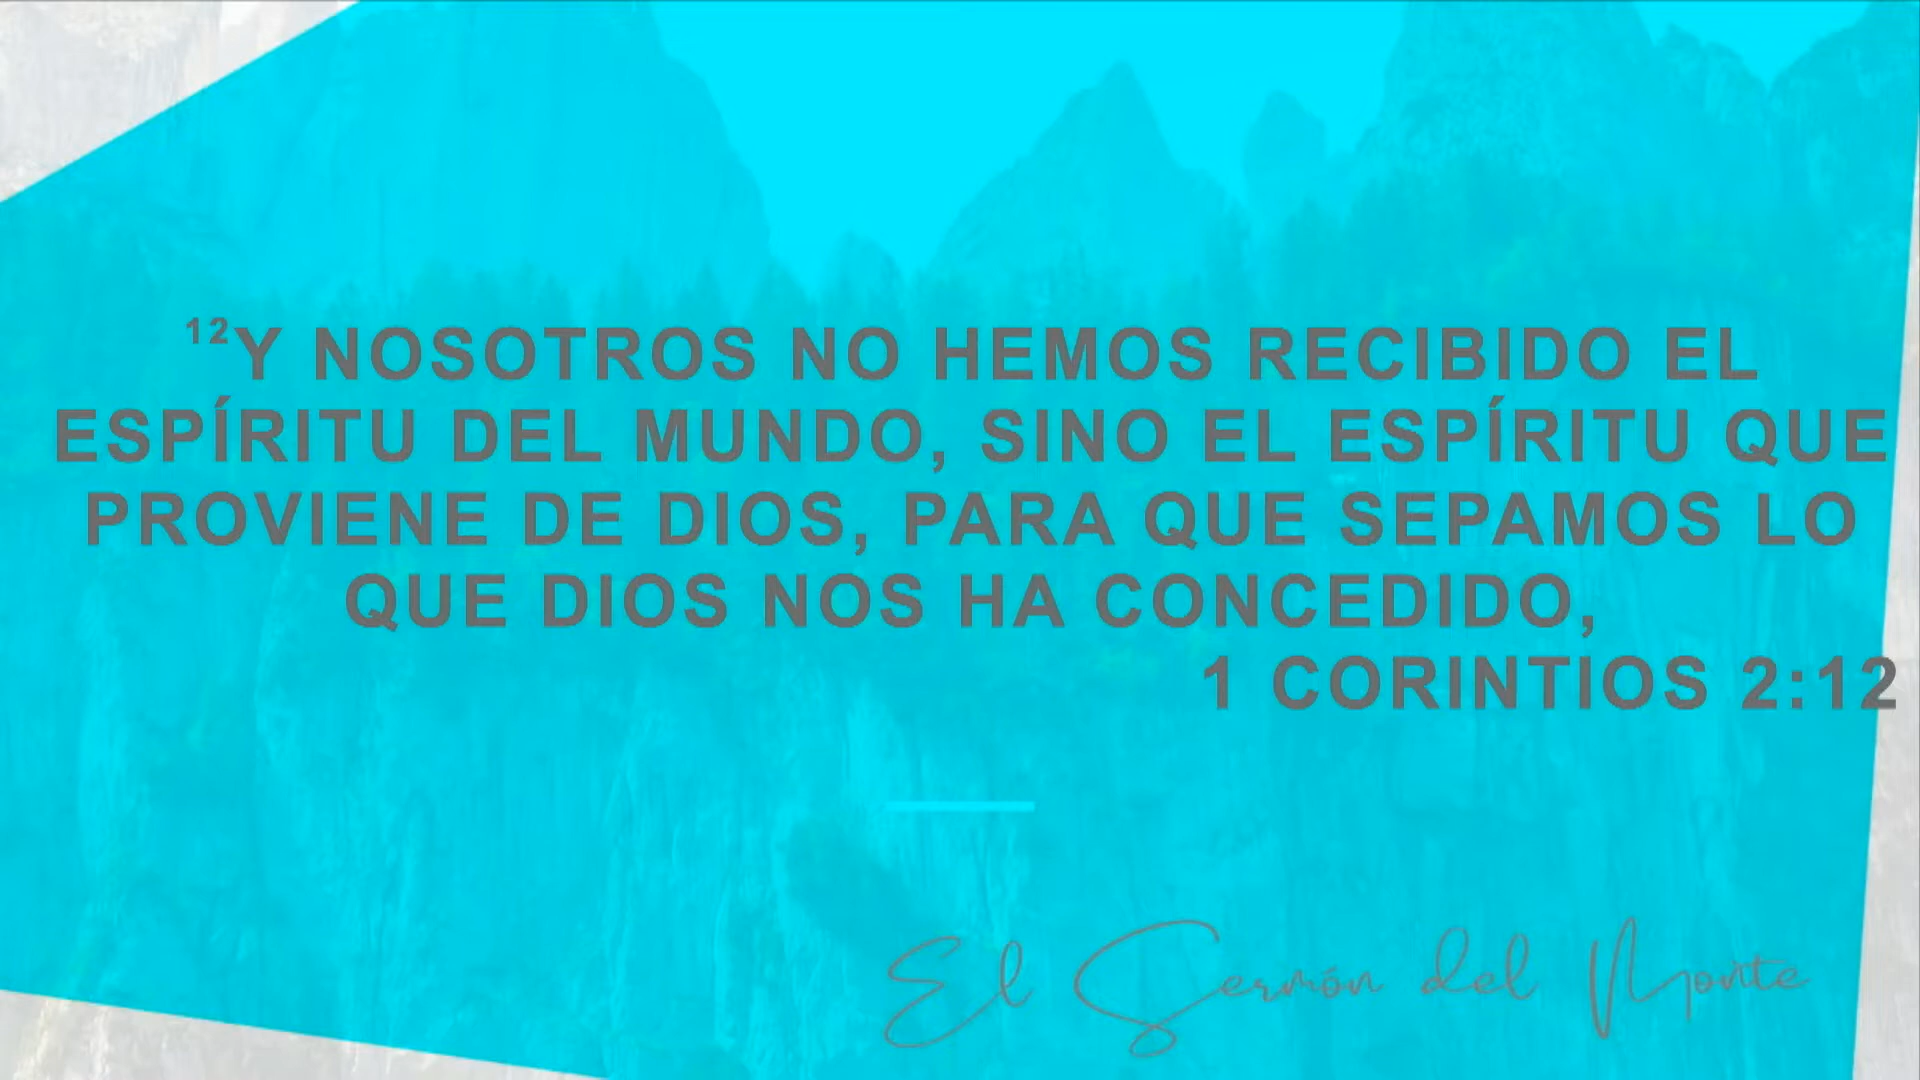 ¹²Y NOSOTROS NO HEMOS RECIBIDO EL
ESPÍRITU DEL MUNDO, SINO EL ESPÍRITU QUE
PROVIENE DE DIOS, PARA QUE SEPAMOS LO
QUE DIOS NOS HA CONCEDIDO,
1 CORINTIOS 2:12
El Sermón del Monte